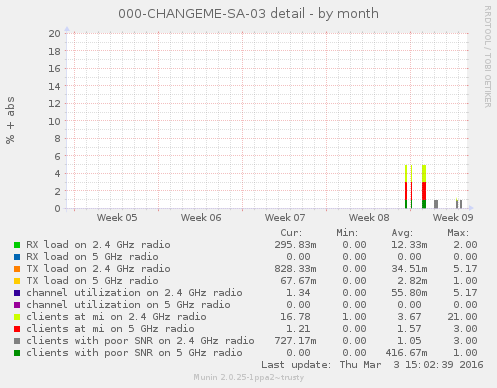 000-CHANGEME-SA-03 detail - by month
RRDTOOL / TOBI OETIKER
% + abs
20
18
16
14
12
10
8
6
4
2
0
Week 05 Week 06 Week 07 Week 08 Week 09
Cur: Min: Avg: Max:
RX load on 2.4 GHz radio 295.83m 0.00 12.33m 2.00
RX load on 5 GHz radio 0.00 0.00 0.00 0.00
TX load on 2.4 GHz radio 828.33m 0.00 34.51m 5.17
TX load on 5 GHz radio 67.67m 0.00 2.82m 1.00
channel utilization on 2.4 GHz radio 1.34 0.00 55.80m 5.17
channel utilization on 5 GHz radio 0.00 0.00 0.00 0.00
clients at mi on 2.4 GHz radio 16.78 1.00 3.67 21.00
clients at mi on 5 GHz radio 1.21 0.00 1.57 3.00
clients with poor SNR on 2.4 GHz radio 727.17m 0.00 1.05 3.00
clients with poor SNR on 5 GHz radio 0.00 0.00 416.67m 1.00
Last update: Thu Mar 3 15:02:39 2016
Munin 2.0.25-1ppa2~trusty